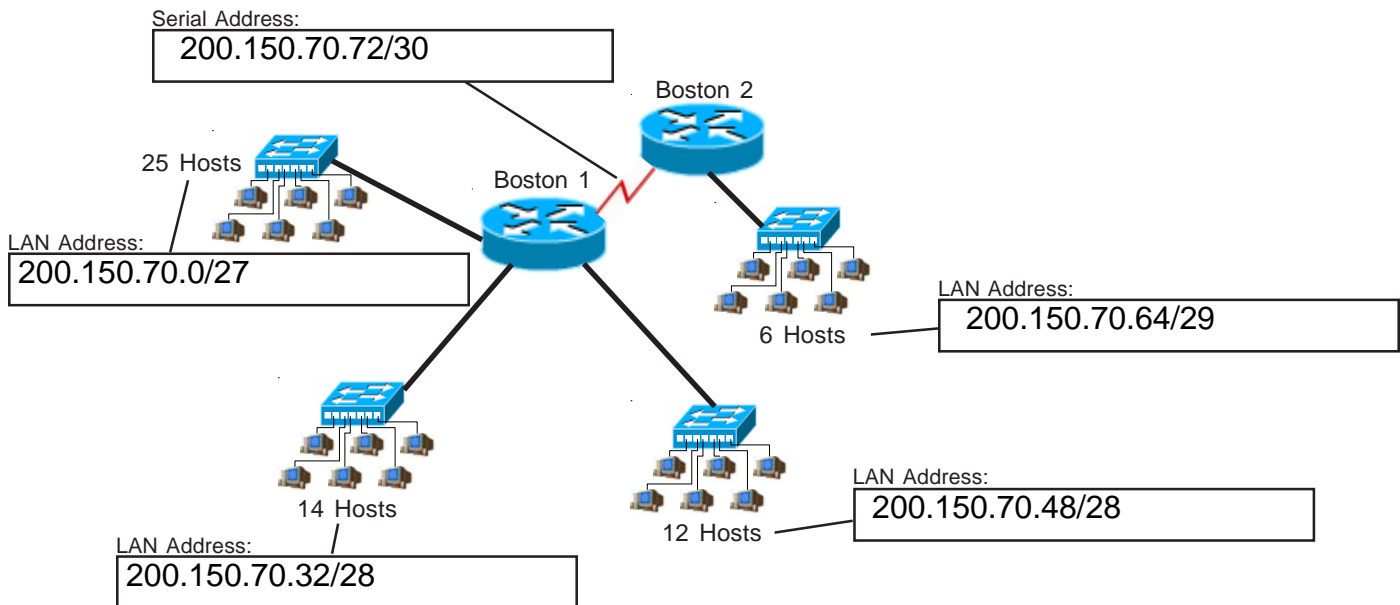 Serial Address:
200.150.70.72/30
Boston 2
25 Hosts
Boston 1
LAN Address:
200.150.70.0/27
LAN Address:
200.150.70.64/29
6 Hosts
14 Hosts
LAN Address:
200.150.70.48/28
12 Hosts
LAN Address:
200.150.70.32/28